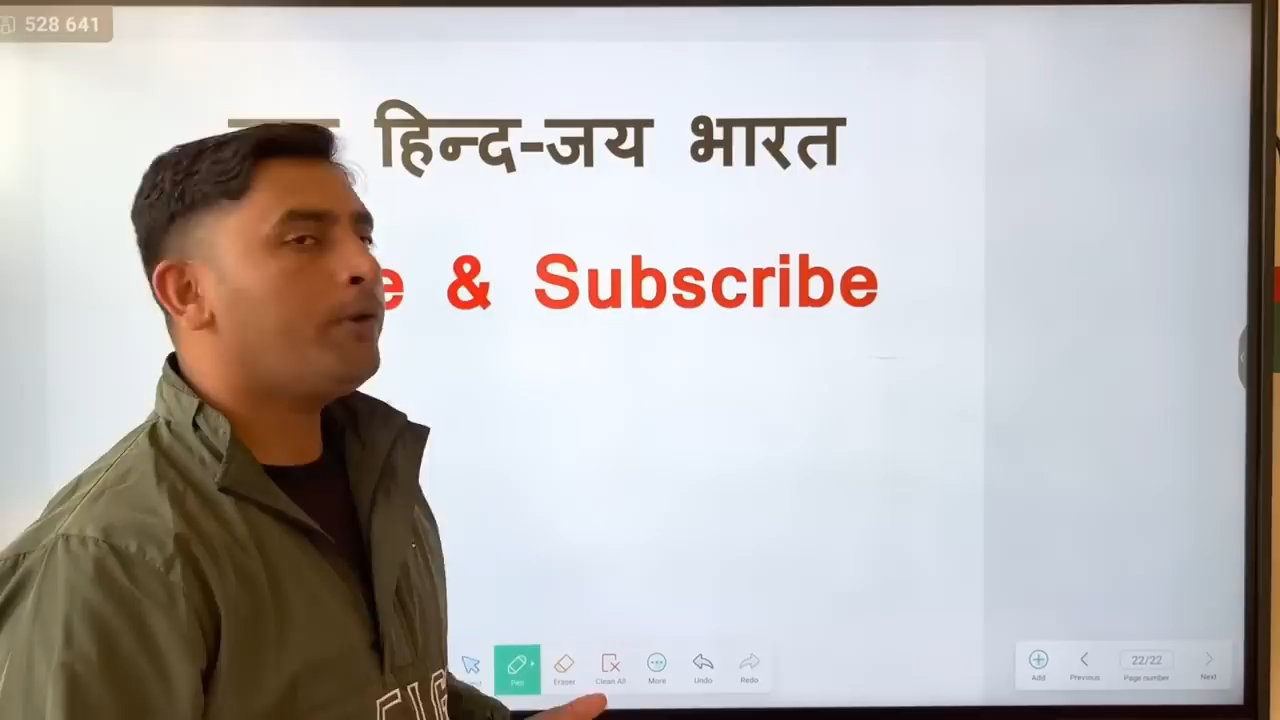 528 641
हिन्द-जय भारत
& Subscribe
Pen
Eraser
Clean All
More
Undo
Redo
Add
Previous
22/22
Page number
Next